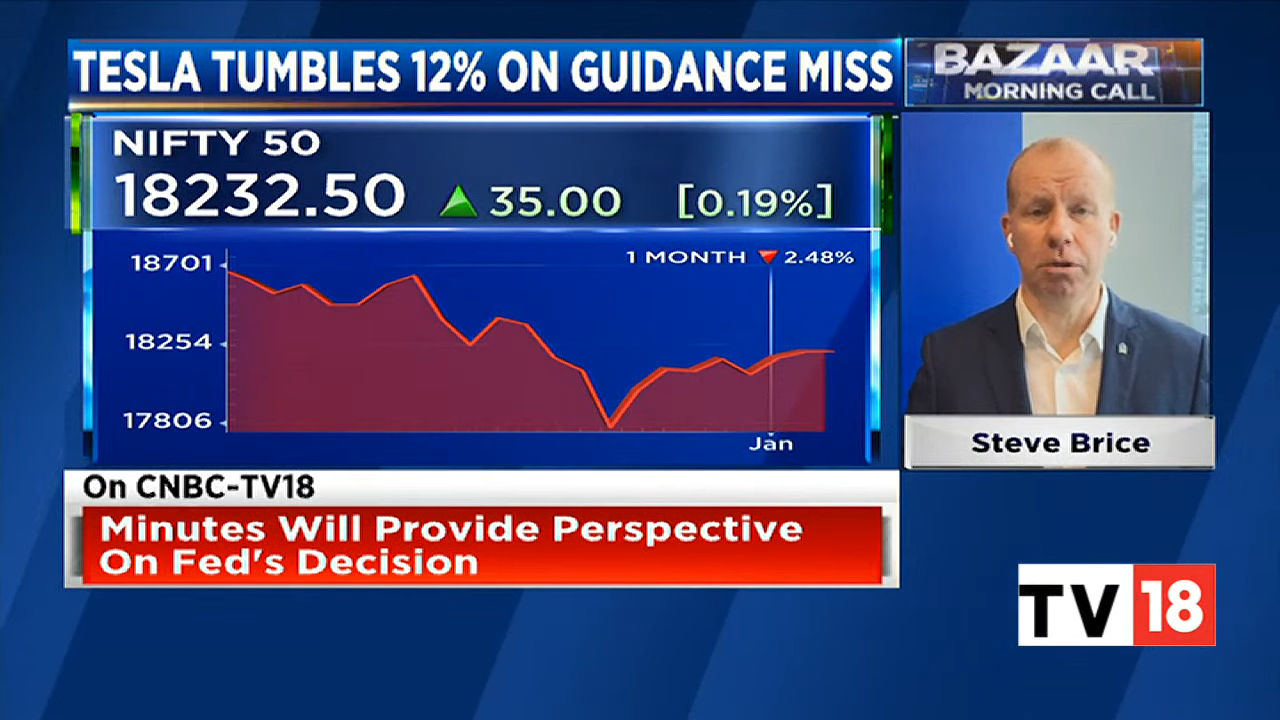 TESLA TUMBLES 12% ON GUIDANCE MISS
BAZAAR
MORNING CALL
NIFTY 50
18232.50 ▲ 35.00 [0.19%]
1 MONTH ▼ 2.48%
18701
18254
17806
Jan
Steve Brice
On CNBC-TV18
Minutes Will Provide Perspective
On Fed's Decision
TV18